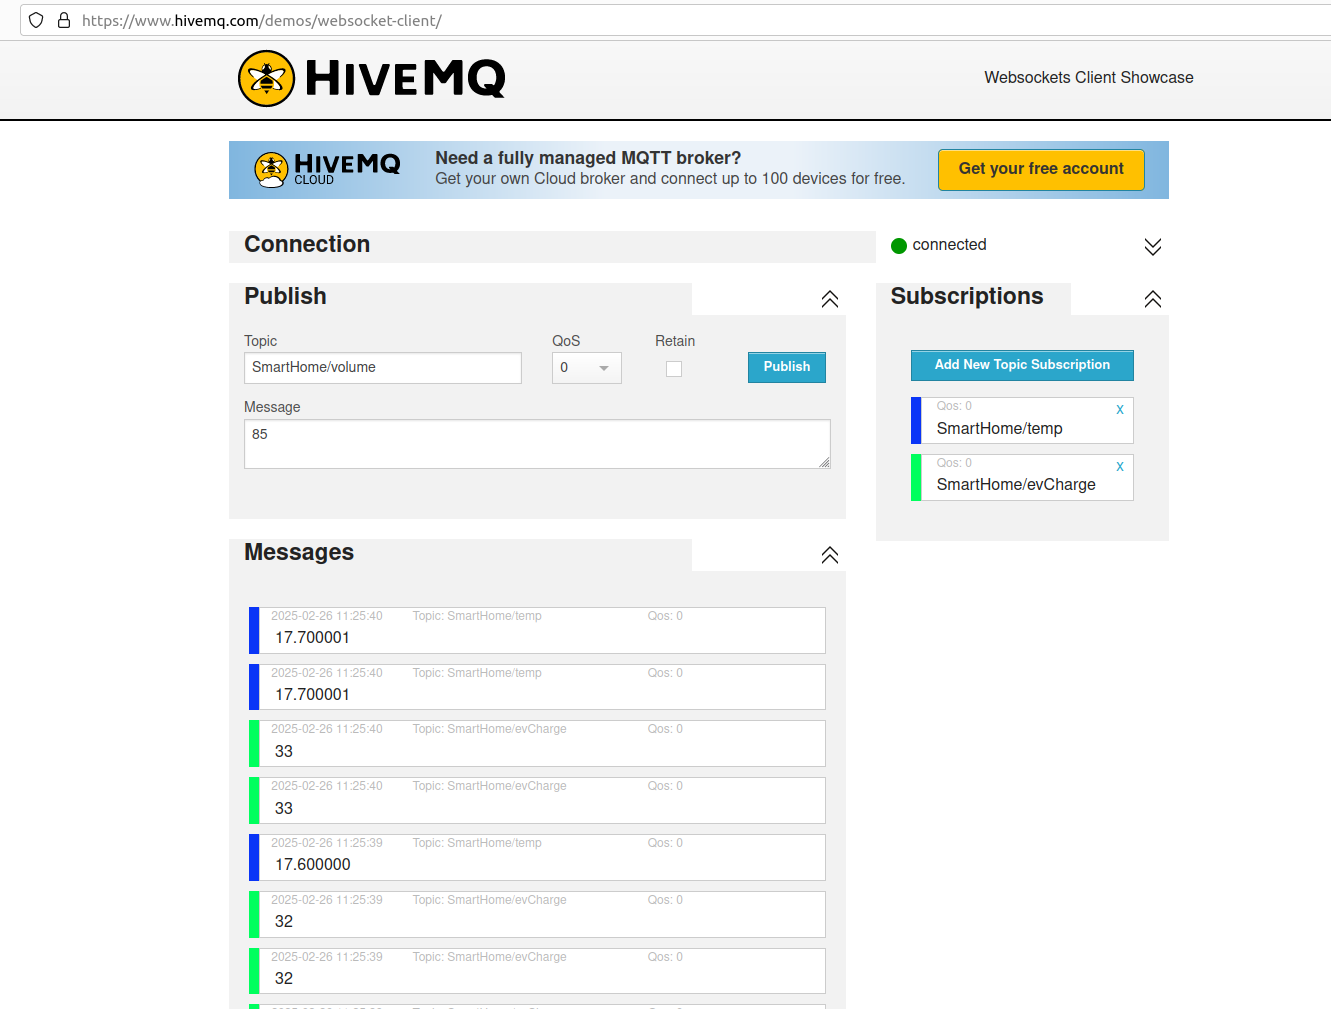 https://www.hivemq.com/demos/websocket-client/
HIVEMQ
Websockets Client Showcase
HIVEMQ
CLOUD
Need a fully managed MQTT broker?
Get your own Cloud broker and connect up to 100 devices for free.
Get your free account
Connection
connected
Publish
Topic
QoS
Retain
SmartHome/volume
0
Publish
Message
85
Subscriptions
Add New Topic Subscription
Qos: 0
x
SmartHome/temp
Qos: 0
x
SmartHome/evCharge
Messages
2025-02-26 11:25:40 Topic: SmartHome/temp Qos: 0
17.700001
2025-02-26 11:25:40 Topic: SmartHome/temp Qos: 0
17.700001
2025-02-26 11:25:40 Topic: SmartHome/evCharge Qos: 0
33
2025-02-26 11:25:40 Topic: SmartHome/evCharge Qos: 0
33
2025-02-26 11:25:39 Topic: SmartHome/temp Qos: 0
17.600000
2025-02-26 11:25:39 Topic: SmartHome/evCharge Qos: 0
32
2025-02-26 11:25:39 Topic: SmartHome/evCharge Qos: 0
32